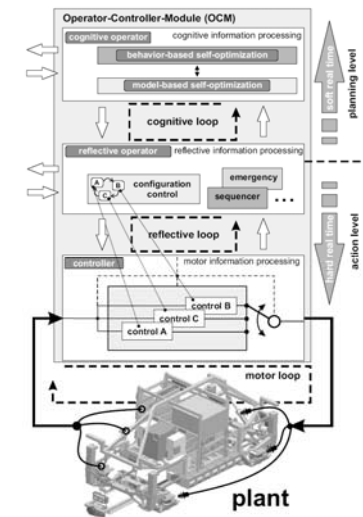 Operator-Controller-Module (OCM)
cognitive operator
cognitive information processing
behavior-based self-optimization
model-based self-optimization
cognitive loop
reflective operator
reflective information processing
A
B
C
configuration
control
emergency
sequencer
...
reflective loop
controller
motor information processing
control B
control C
control A
motor loop
plant
soft real time
planning level
hard real time
action level